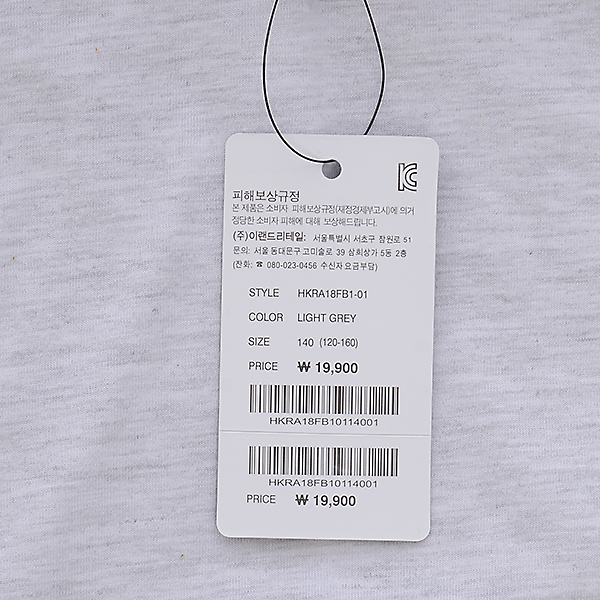 피해보상규정
본 제품은 소비자 피해보상규정(재정경제부고시)에 의거
정당한 소비자 피해에 대해 보상해드립니다.
(주)이랜드리테일: 서울특별시 서초구 잠원로 51
문의: 서울 동대문구 고미술로 39 삼희상가 5동 2층
(전화: ☎ 080-023-0456 수신자 요금부담)
STYLE HKRA18FB1-01
COLOR LIGHT GREY
SIZE 140 (120-160)
PRICE ₩ 19,900
HKRA18FB10114001
HKRA18FB10114001
PRICE ₩ 19,900